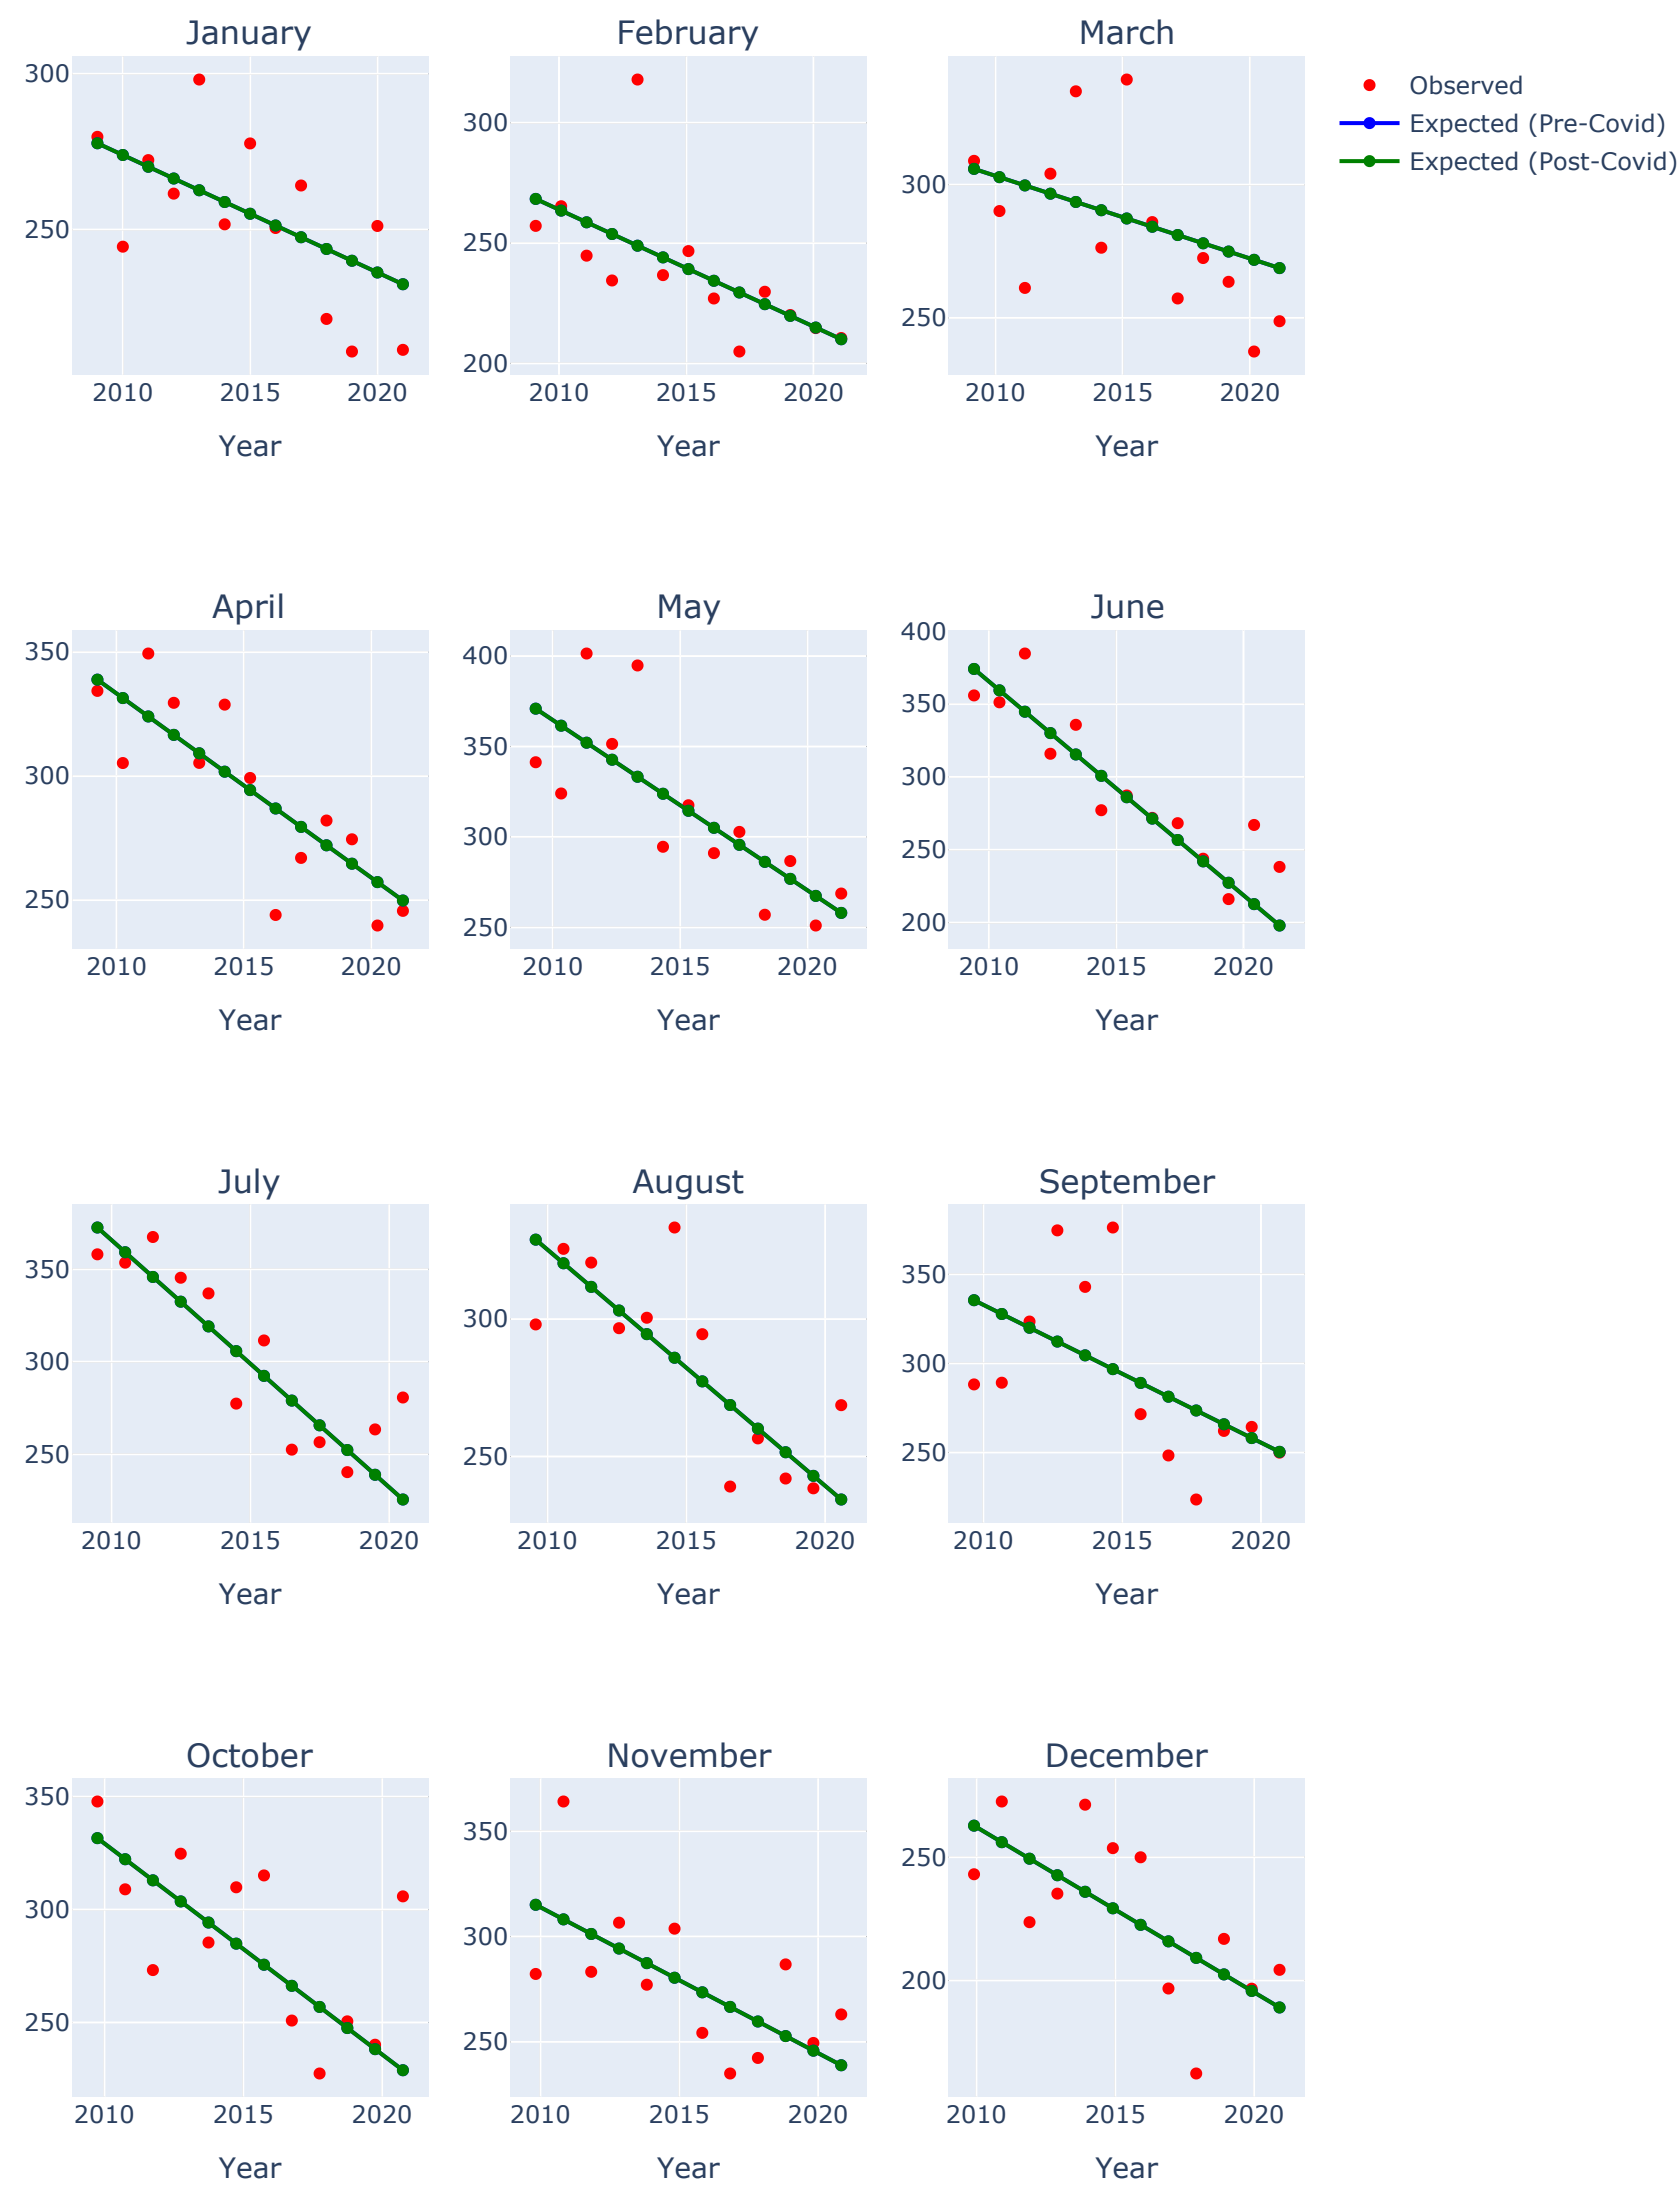 January
February
March
300
250
2010
2015
2020
Year
300
250
200
2010
2015
2020
Year
300
250
2010
2015
2020
Year
Observed
Expected (Pre-Covid)
Expected (Post-Covid)
April
May
June
350
300
250
2010
2015
2020
Year
400
350
300
250
2010
2015
2020
Year
400
350
300
250
200
2010
2015
2020
Year
July
August
September
350
300
250
2010
2015
2020
Year
300
250
2010
2015
2020
Year
350
300
250
2010
2015
2020
Year
October
November
December
350
300
250
2010
2015
2020
Year
350
300
250
2010
2015
2020
Year
250
200
2010
2015
2020
Year